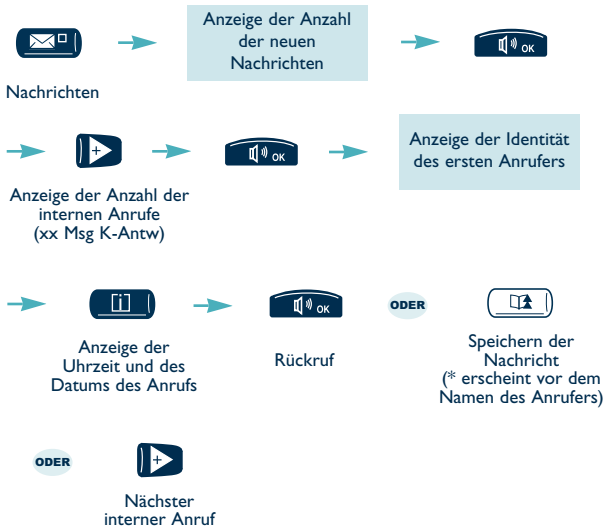 Anzeige der Anzahl
der neuen
Nachrichten
OK
Nachrichten
+
OK
Anzeige der Identität
des ersten Anrufers
Anzeige der Anzahl der
internen Anrufe
(xx Msg K-Antw)
i
OK
ODER
Anzeige der
Uhrzeit und des
Datums des Anrufs
Rückruf
Speichern der
Nachricht
(* erscheint vor dem
Namen des Anrufers)
ODER
+
Nächster
interner Anruf